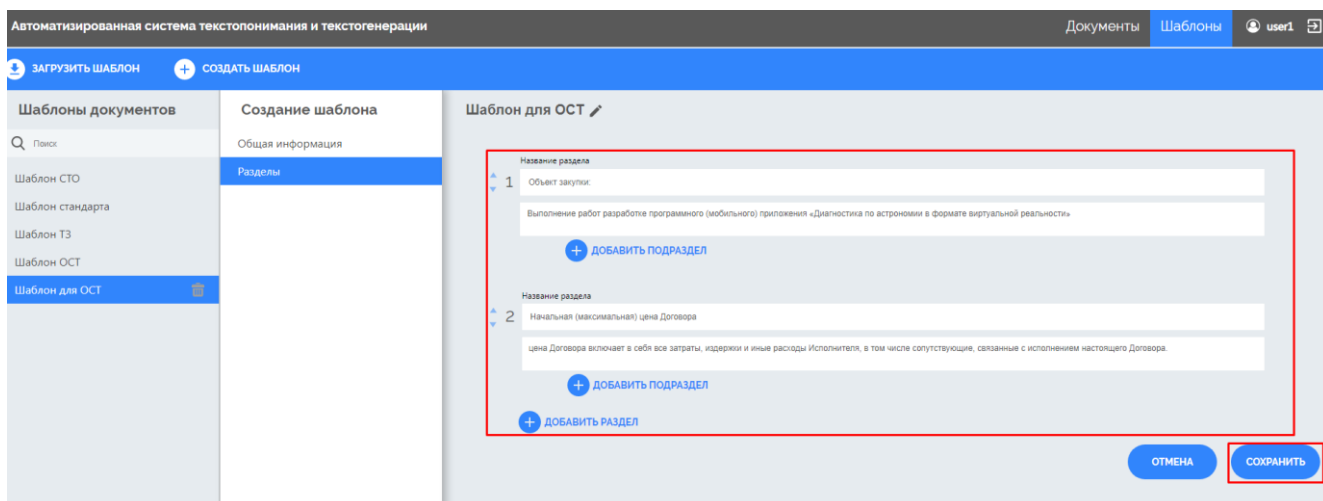 Автоматизированная система текстопонимания и текстогенерации
Документы Шаблоны user1
ЗАГРУЗИТЬ ШАБЛОН СОЗДАТЬ ШАБЛОН
Шаблоны документов
Поиск
Шаблон СТО
Шаблон стандарта
Шаблон ТЗ
Шаблон ОСТ
Шаблон для ОСТ
Создание шаблона
Общая информация
Разделы
Шаблон для ОСТ
Название раздела
1 Объект закупки:
Выполнение работ разработке программного (мобильного) приложения «Диагностика по астрономии в формате виртуальной реальности»
ДОБАВИТЬ ПОДРАЗДЕЛ
Название раздела
2 Начальная (максимальная) цена Договора
цена Договора включает в себя все затраты, издержки и иные расходы Исполнителя, в том числе сопутствующие, связанные с исполнением настоящего Договора.
ДОБАВИТЬ ПОДРАЗДЕЛ
ДОБАВИТЬ РАЗДЕЛ
ОТМЕНА СОХРАНИТЬ